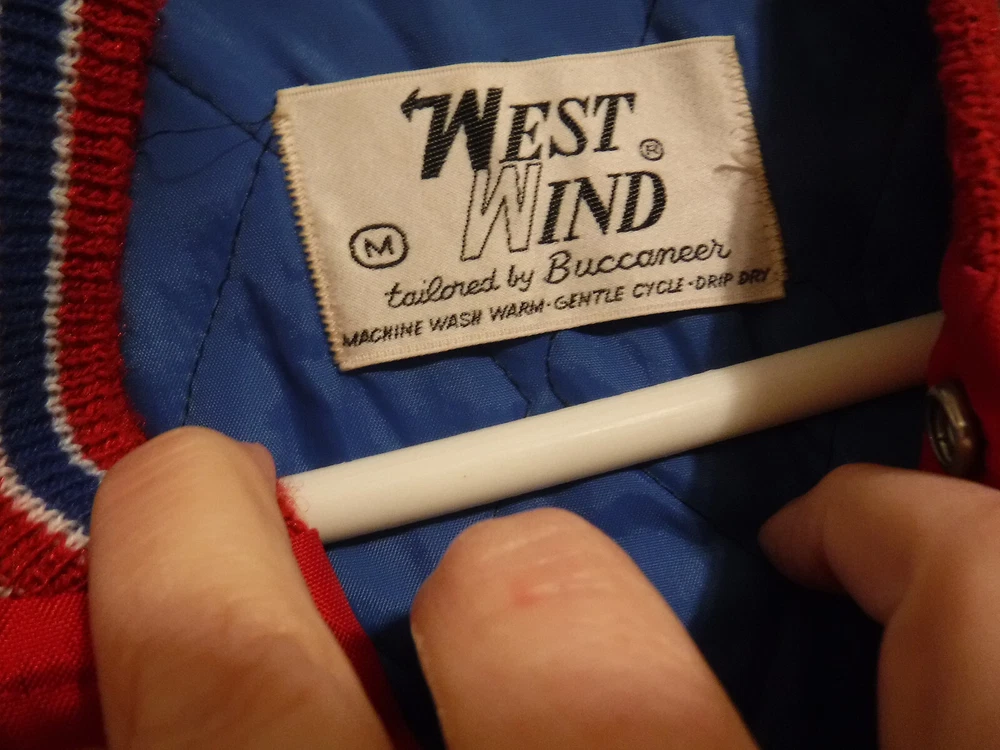 WEST
WIND ®
M
tailored by Buccaneer
MACHINE WASH WARM·GENTLE CYCLE·DRIP DRY